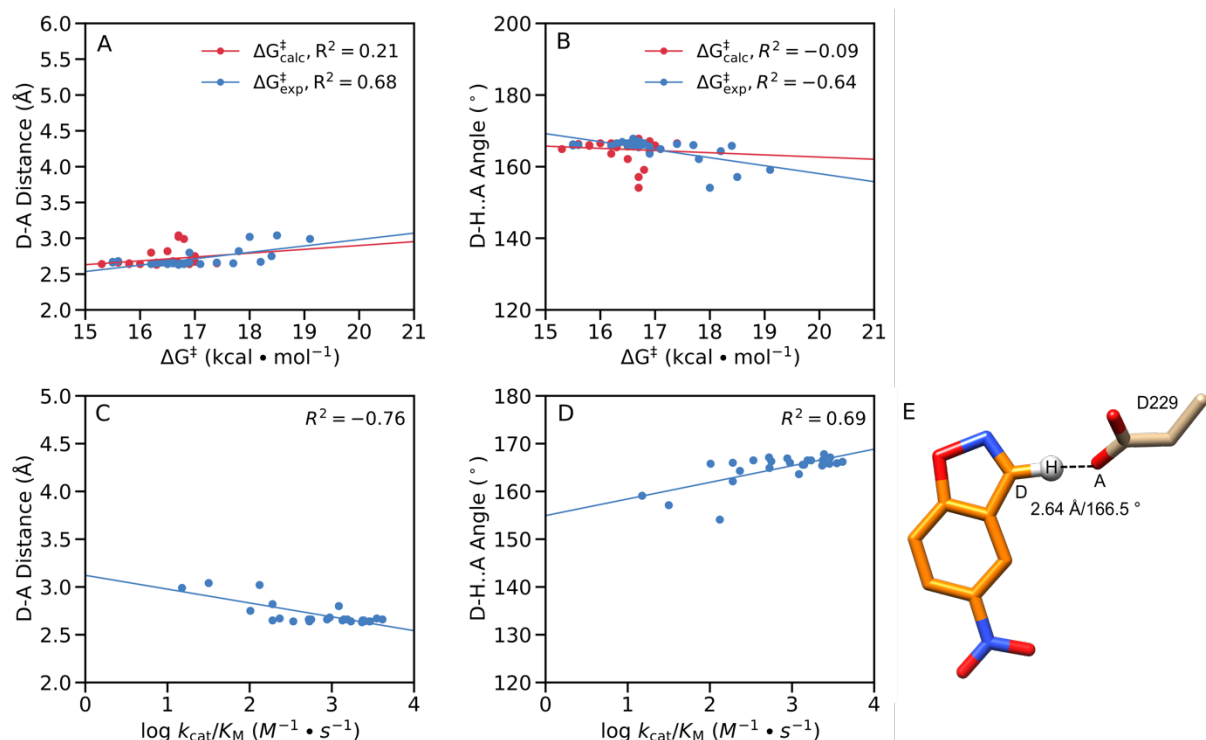 A
ΔG‡calc, R² = 0.21
ΔG‡exp, R² = 0.68
6.0
5.5
5.0
4.5
4.0
3.5
3.0
2.5
2.0
D-A Distance (Å)
15 16 17 18 19 20 21
ΔG‡ (kcal • mol⁻¹)
B
ΔG‡calc, R² = −0.09
ΔG‡exp, R² = −0.64
200
180
160
140
120
D-H..A Angle (°)
15 16 17 18 19 20 21
ΔG‡ (kcal • mol⁻¹)
C
R² = −0.76
5.0
4.5
4.0
3.5
3.0
2.5
2.0
D-A Distance (Å)
0 1 2 3 4
log kcat/KM (M⁻¹ • s⁻¹)
D
R² = 0.69
180
170
160
150
140
130
120
D-H..A Angle (°)
0 1 2 3 4
log kcat/KM (M⁻¹ • s⁻¹)
E
D229
H
D
A
2.64 Å/166.5 °